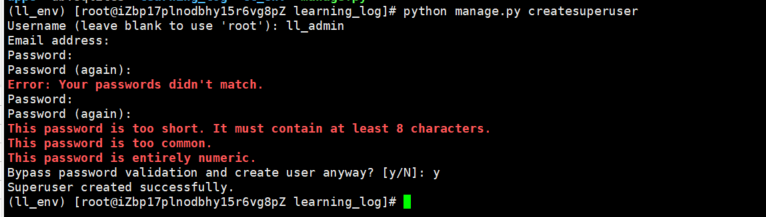 (ll_env) [root@iZbp17plnodbhy15r6vg8pZ learning_log]# python manage.py createsuperuser
Username (leave blank to use 'root'): ll_admin
Email address:
Password:
Password (again):
Error: Your passwords didn't match.
Password:
Password (again):
This password is too short. It must contain at least 8 characters.
This password is too common.
This password is entirely numeric.
Bypass password validation and create user anyway? [y/N]: y
Superuser created successfully.
(ll_env) [root@iZbp17plnodbhy15r6vg8pZ learning_log]#